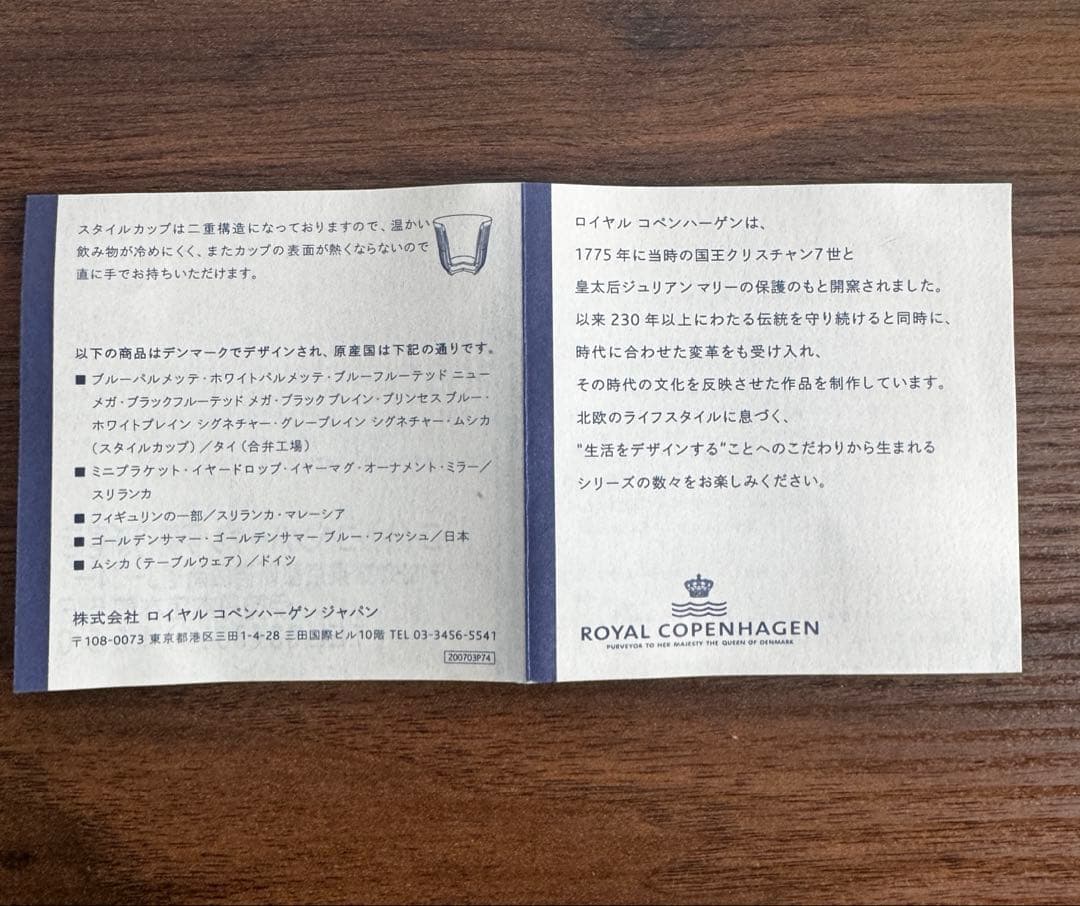 スタイルカップは二重構造になっておりますので、温かい
飲み物が冷めにくく、またカップの表面が熱くならないので
直に手でお持ちいただけます。
以下の商品はデンマークでデザインされ、原産国は下記の通りです。
■ ブルーパルメッテ・ホワイトパルメッテ・ブルーフルーテッド ニュー
メガ・ブラックフルーテッド メガ・ブラック ブレイン・プリンセス ブルー・
ホワイトプレイン シグネチャー・グレープレイン シグネチャー・ムシカ
（スタイルカップ）／タイ（合弁工場）
■ ミニプラケット・イヤードロップ・イヤーマグ・オーナメント・ミラー／
スリランカ
■ フィギュリンの一部／スリランカ・マレーシア
■ ゴールデンサマー・ゴールデンサマー ブルー・フィッシュ／日本
■ ムシカ（テーブルウェア）／ドイツ
株式会社 ロイヤル コペンハーゲン ジャパン
〒108-0073 東京都港区三田1-4-28 三田国際ビル10階 TEL 03-3456-5541
200703P74
ロイヤル コペンハーゲンは、
1775年に当時の国王クリスチャン7世と
皇太后ジュリアン マリーの保護のもと開窯されました。
以来 230 年以上にわたる伝統を守り続けると同時に、
時代に合わせた変革をも受け入れ、
その時代の文化を反映させた作品を制作しています。
北欧のライフスタイルに息づく、
"生活をデザインする"ことへのこだわりから生まれる
シリーズの数々をお楽しみください。
ROYAL COPENHAGEN
PURVEYOR TO HER MAJESTY THE QUEEN OF DENMARK